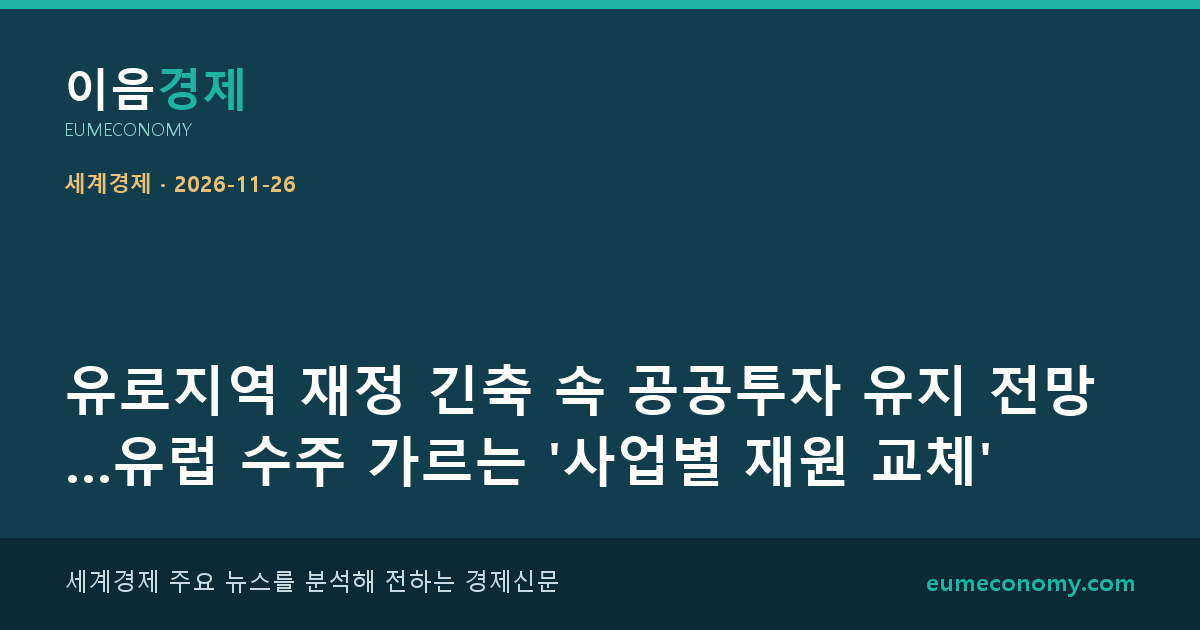 이음경제
EUMECONOMY
세계경제 · 2026-11-26
유로지역 재정 긴축 속 공공투자 유지 전망
…유럽 수주 가르는 '사업별 재원 교체'
세계경제 주요 뉴스를 분석해 전하는 경제신문
eumeconomy.com